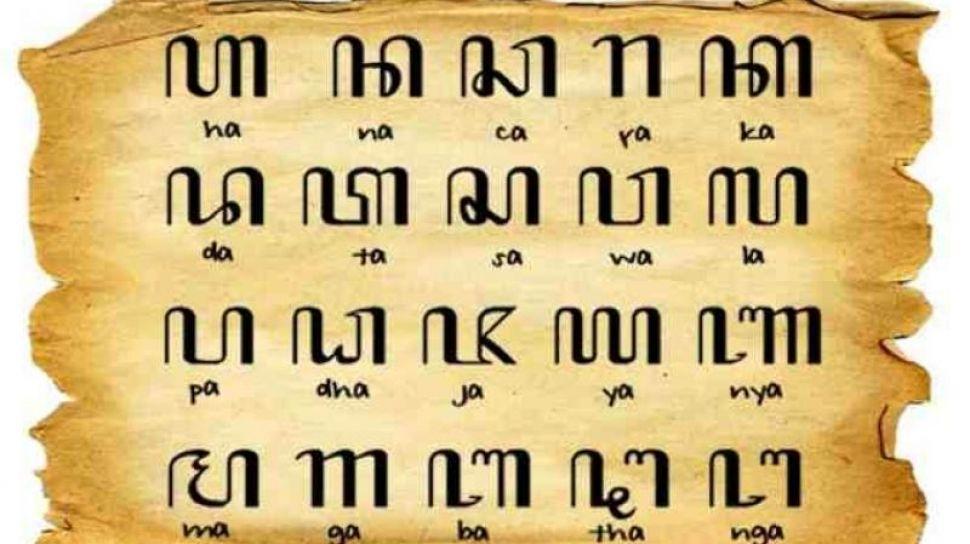 ꦲ ꦤ ꦕ ꦫ ꦏ
ha na ca ra ka
ꦢ ꦠ ꦱ ꦮ ꦭ
da ta sa wa la
ꦥ ꦝ ꦗ ꦪ ꦚ
pa dha ja ya nya
ꦩ ꦒ ꦧ ꦛ ꦔ
ma ga ba tha nga